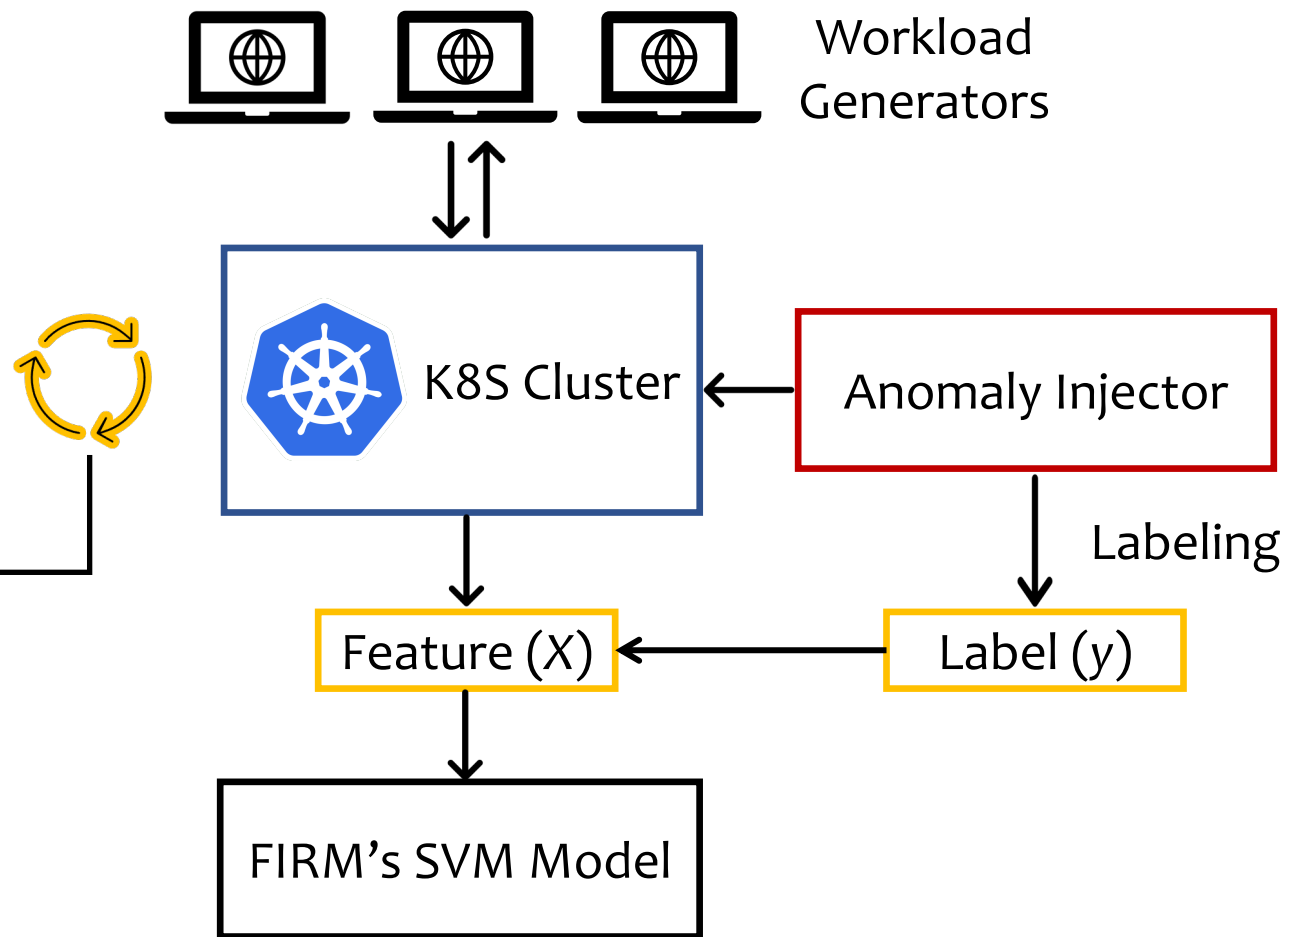 Workload
Generators
K8S Cluster
Anomaly Injector
Labeling
Feature (X)
Label (y)
FIRM’s SVM Model